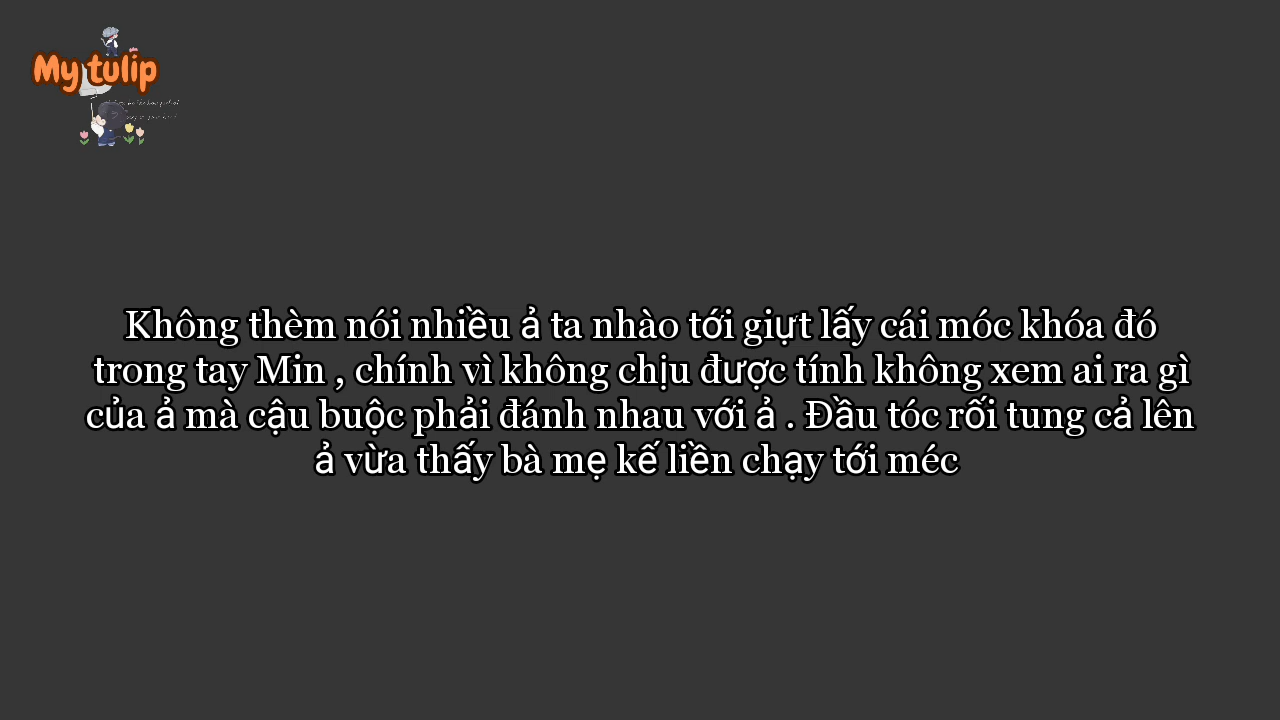 My tulip
Không thèm nói nhiều ả ta nhào tới giựt lấy cái móc khóa đó
trong tay Min , chính vì không chịu được tính không xem ai ra gì
của ả mà cậu buộc phải đánh nhau với ả . Đầu tóc rối tung cả lên
ả vừa thấy bà mẹ kế liền chạy tới méc